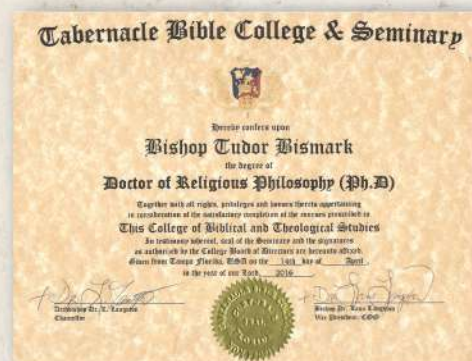 Tabernacle Bible College & Seminary
Hereby confers upon
Bishop Tudor Bismark
the degree of
Doctor of Religious Philosophy (Ph.D)
Together with all rights, privileges and honors thereto appertaining
in consideration of the satisfactory completion of the courses prescribed in
This College of Biblical and Theological Studies
In testimony whereof, seal of the Seminary and the signatures
as authorized by the College Board of Directors are hereunto affixed.
Given from Tampa Florida, USA on the 14th day of April,
in the year of our Lord, 2016
Archbishop Dr.
Chancellor
Bishop Dr.
Vice President/